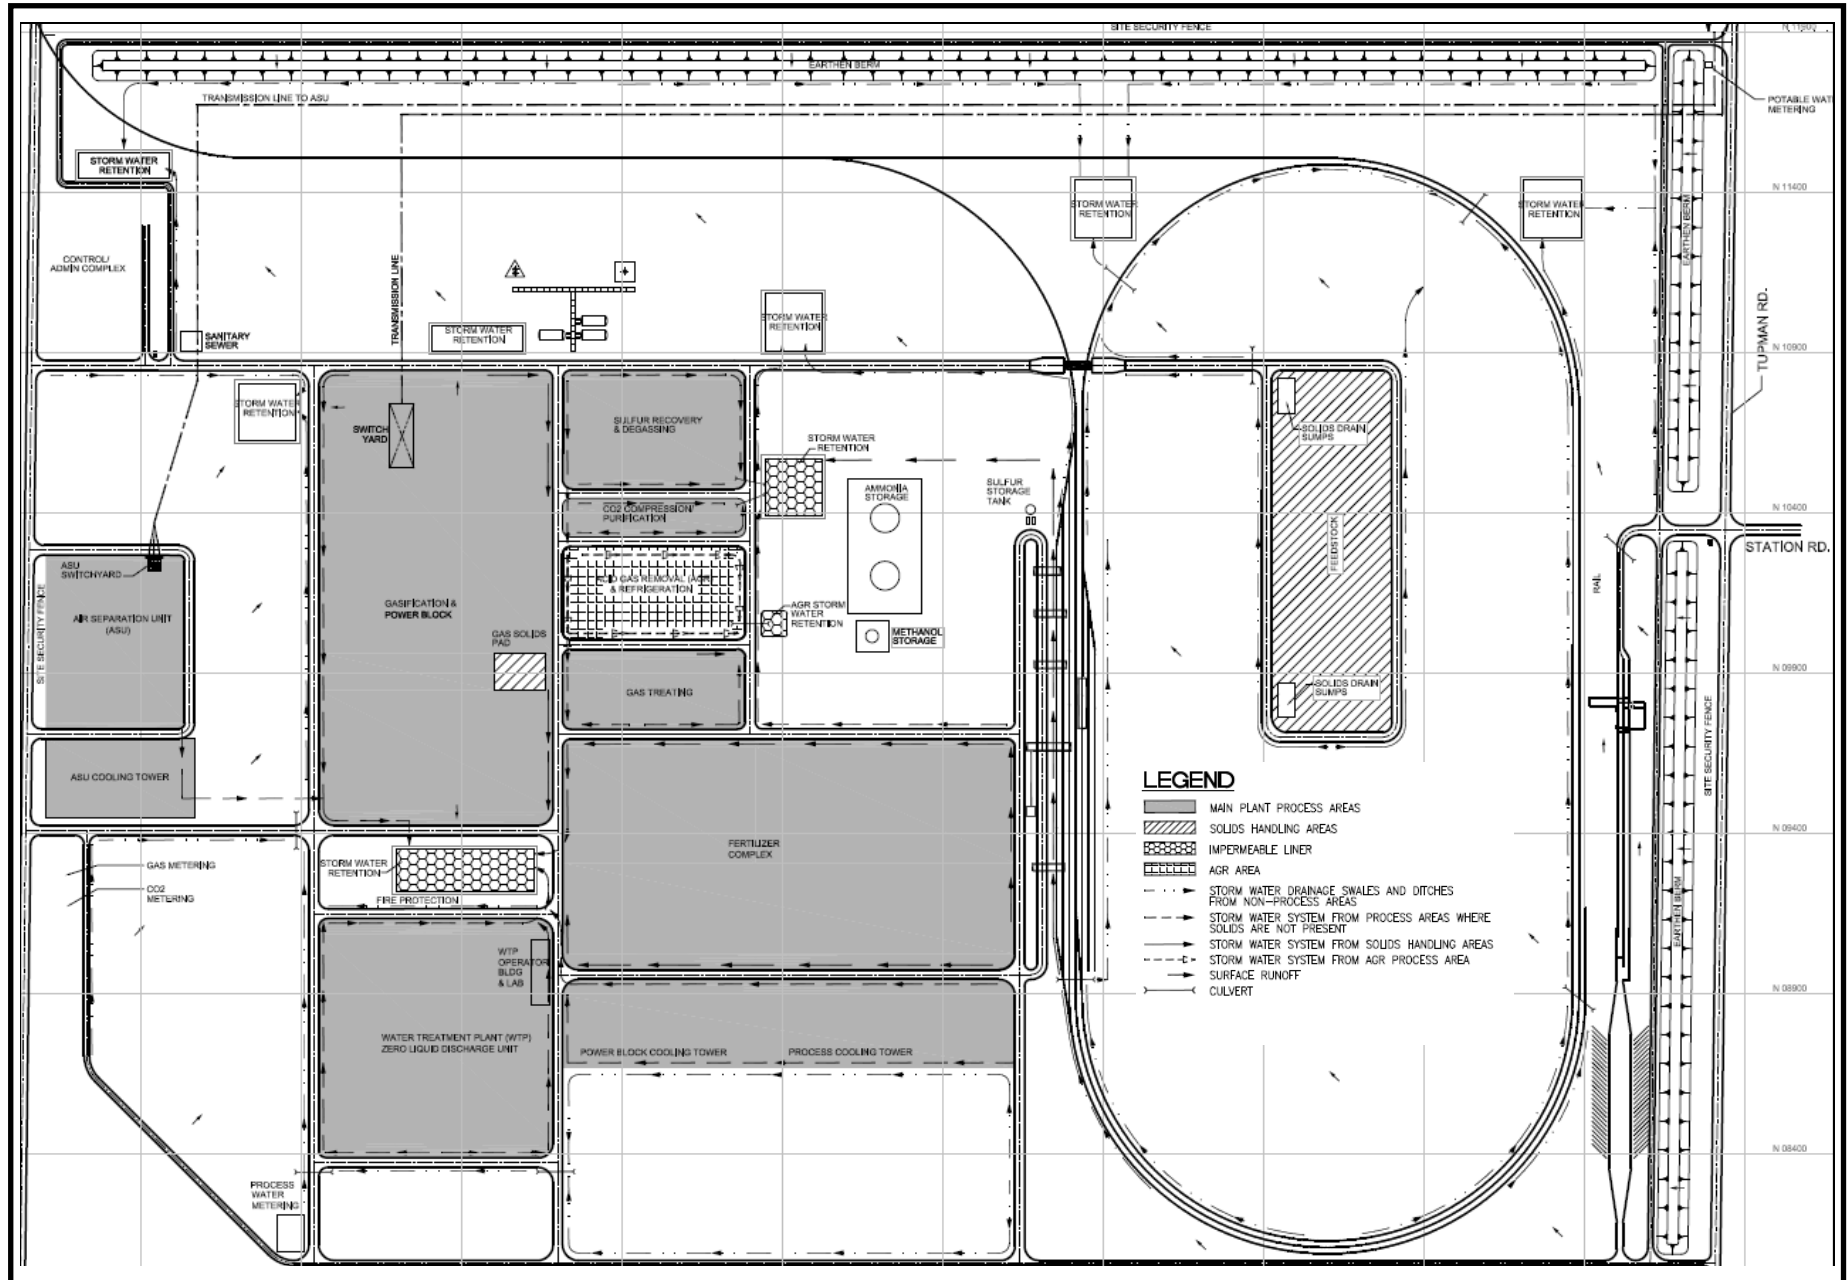 SITE SECURITY FENCE
N 11900
EARTHEN BERM
TRANSMISSION LINE TO ASU
POTABLE WAT
METERING
STORM WATER
RETENTION
N 11400
STORM WATER
RETENTION
STORM WATER
RETENTION
EARTHEN BERM
CONTROL/
ADMIN COMPLEX
TRANSMISSION LINE
TUPMAN RD.
SANITARY
SEWER
STORM WATER
RETENTION
STORM WATER
RETENTION
N 10900
STORM WATER
RETENTION
SWITCH
YARD
SULFUR RECOVERY
& DEGASSING
STORM WATER
RETENTION
SOLIDS DRAIN
SUMPS
AMMONIA
STORAGE
SULFUR
STORAGE
TANK
CO2 COMPRESSION/
PURIFICATION
N 10400
STATION RD.
FEEDSTOCK
RAIL
ASU
SWITCHYARD
SITE SECURITY FENCE
AIR SEPARATION UNIT
(ASU)
GASIFICATION &
POWER BLOCK
ACID GAS REMOVAL (AGR)
& REFRIGERATION
AGR STORM
WATER
RETENTION
METHANOL
STORAGE
GAS SOLIDS
PAD
GAS TREATING
N 09900
SOLIDS DRAIN
SUMPS
SITE SECURITY FENCE
ASU COOLING TOWER
LEGEND
MAIN PLANT PROCESS AREAS
SOLIDS HANDLING AREAS
IMPERMEABLE LINER
AGR AREA
STORM WATER DRAINAGE SWALES AND DITCHES
FROM NON-PROCESS AREAS
STORM WATER SYSTEM FROM PROCESS AREAS WHERE
SOLIDS ARE NOT PRESENT
STORM WATER SYSTEM FROM SOLIDS HANDLING AREAS
STORM WATER SYSTEM FROM AGR PROCESS AREA
SURFACE RUNOFF
CULVERT
N 09400
FERTILIZER
COMPLEX
GAS METERING
CO2
METERING
STORM WATER
RETENTION
FIRE PROTECTION
EARTHEN BERM
WTP
OPERATOR
BLDG
& LAB
N 08900
WATER TREATMENT PLANT (WTP)
ZERO LIQUID DISCHARGE UNIT
POWER BLOCK COOLING TOWER
PROCESS COOLING TOWER
N 08400
PROCESS
WATER
METERING